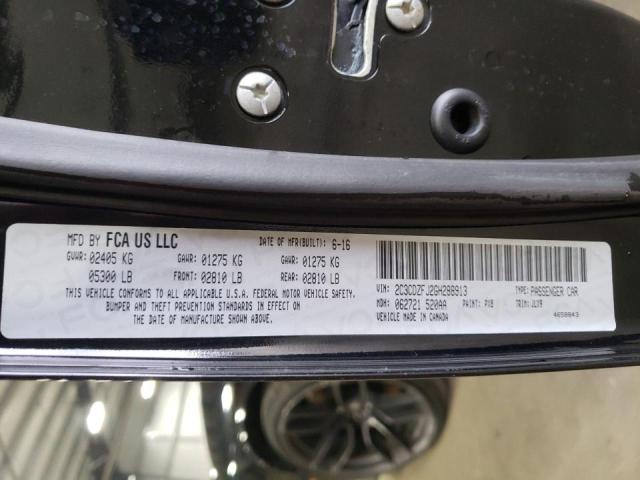 MFD BY FCA US LLC DATE OF MFR(BUILT): 6-16
GVWR: 02405 KG GAWR: 01275 KG GAWR: 01275 KG
05300 LB FRONT: 02810 LB REAR: 02810 LB
THIS VEHICLE CONFORMS TO ALL APPLICABLE U.S.A. FEDERAL MOTOR VEHICLE SAFETY,
BUMPER AND THEFT PREVENTION STANDARDS IN EFFECT ON
THE DATE OF MANUFACTURE SHOWN ABOVE.
VIN: 2C3CDZFJ2GH288913 TYPE: PASSENGER CAR
MDH: 062721 520AA PAINT: PX8 TRIM: JLY9
VEHICLE MADE IN CANADA 4658843